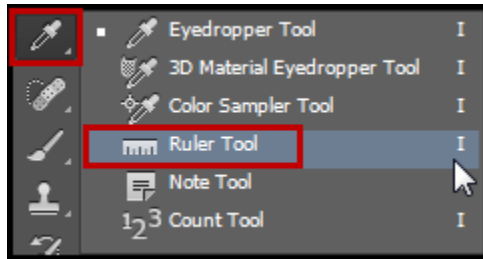 Eyedropper Tool I
3D Material Eyedropper Tool I
Color Sampler Tool I
Ruler Tool I
Note Tool
123 Count Tool I